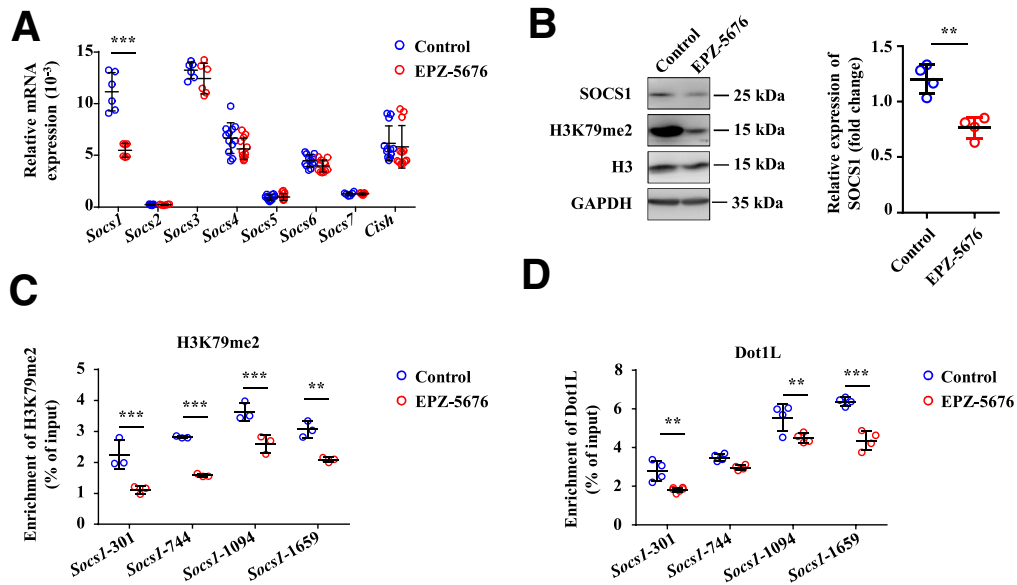 A
Relative mRNA
expression (10⁻³)
15
10
5
0
***
Control
EPZ-5676
Socs1
Socs2
Socs3
Socs4
Socs5
Socs6
Socs7
Cish
B
Control
EPZ-5676
SOCS1
25 kDa
H3K79me2
15 kDa
H3
15 kDa
GAPDH
35 kDa
Relative expression of
SOCS1 (fold change)
1.5
1.0
0.5
0
**
Control
EPZ-5676
C
H3K79me2
Enrichment of H3K79me2
(% of input)
5
4
3
2
1
0
***
***
***
**
Control
EPZ-5676
Socs1-301
Socs1-744
Socs1-1094
Socs1-1659
D
Dot1L
Enrichment of Dot1L
(% of input)
8
6
4
2
0
**
**
***
Control
EPZ-5676
Socs1-301
Socs1-744
Socs1-1094
Socs1-1659